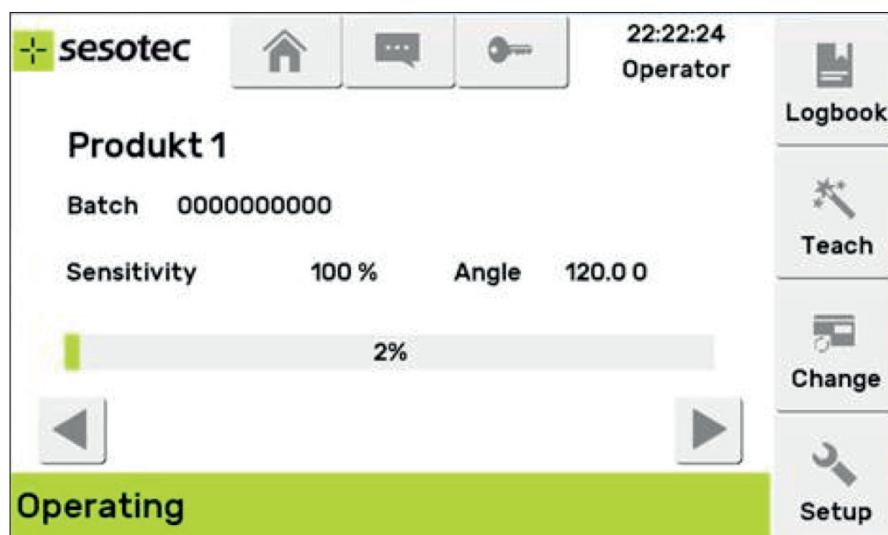 sesotec
22:22:24
Operator
Logbook
Produkt 1
Batch 0000000000
Teach
Sensitivity 100 % Angle 120.0 0
2%
Change
Operating
Setup